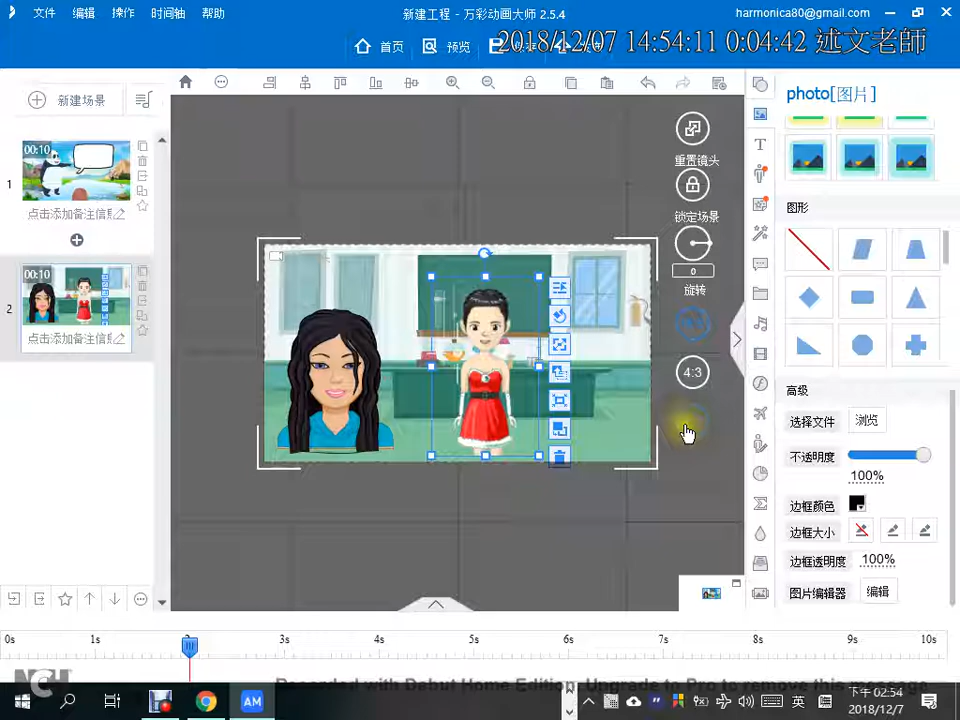 文件 编辑 操作 时间轴 帮助
新建工程 - 万彩动画大师 2.5.4
harmonica80@gmail.com
首页 预览
2018/12/07 14:54:11 0:04:42 述文老師
新建场景
photo[图片]
00:10
1
点击添加备注信息
00:10
2
点击添加备注信息
重置镜头
锁定场景
0
旋转
4:3
图形
高级
选择文件 浏览
不透明度
100%
边框颜色
边框大小
边框透明度 100%
图片编辑器 编辑
0s 1s 2s 3s 4s 5s 6s 7s 8s 9s 10s
NCH
Recorded with Debut Home Edition. Upgrade to Pro to remove this message
AM
英
下午 02:54
2018/12/7